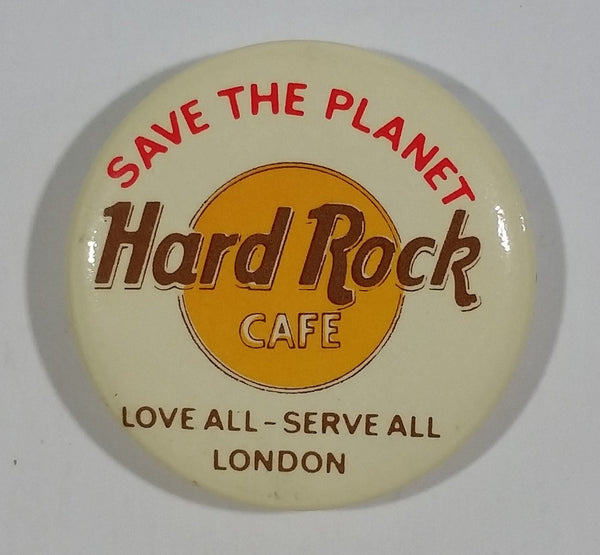 SAVE THE PLANET
Hard Rock
CAFE
LOVE ALL - SERVE ALL
LONDON